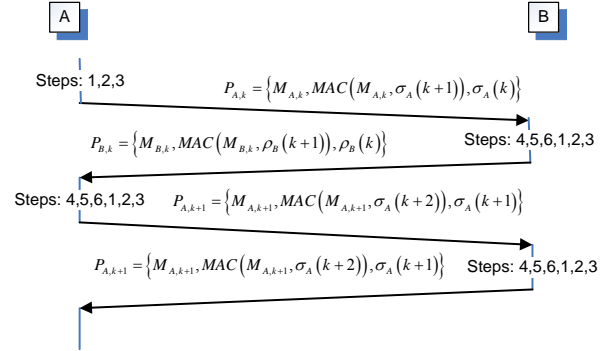 A B
Steps: 1,2,3
P_{A,k} = {M_{A,k}, MAC(M_{A,k}, σ_A(k+1)), σ_A(k)}
P_{B,k} = {M_{B,k}, MAC(M_{B,k}, ρ_B(k+1)), ρ_B(k)}
Steps: 4,5,6,1,2,3
Steps: 4,5,6,1,2,3
P_{A,k+1} = {M_{A,k+1}, MAC(M_{A,k+1}, σ_A(k+2)), σ_A(k+1)}
P_{A,k+1} = {M_{A,k+1}, MAC(M_{A,k+1}, σ_A(k+2)), σ_A(k+1)}
Steps: 4,5,6,1,2,3